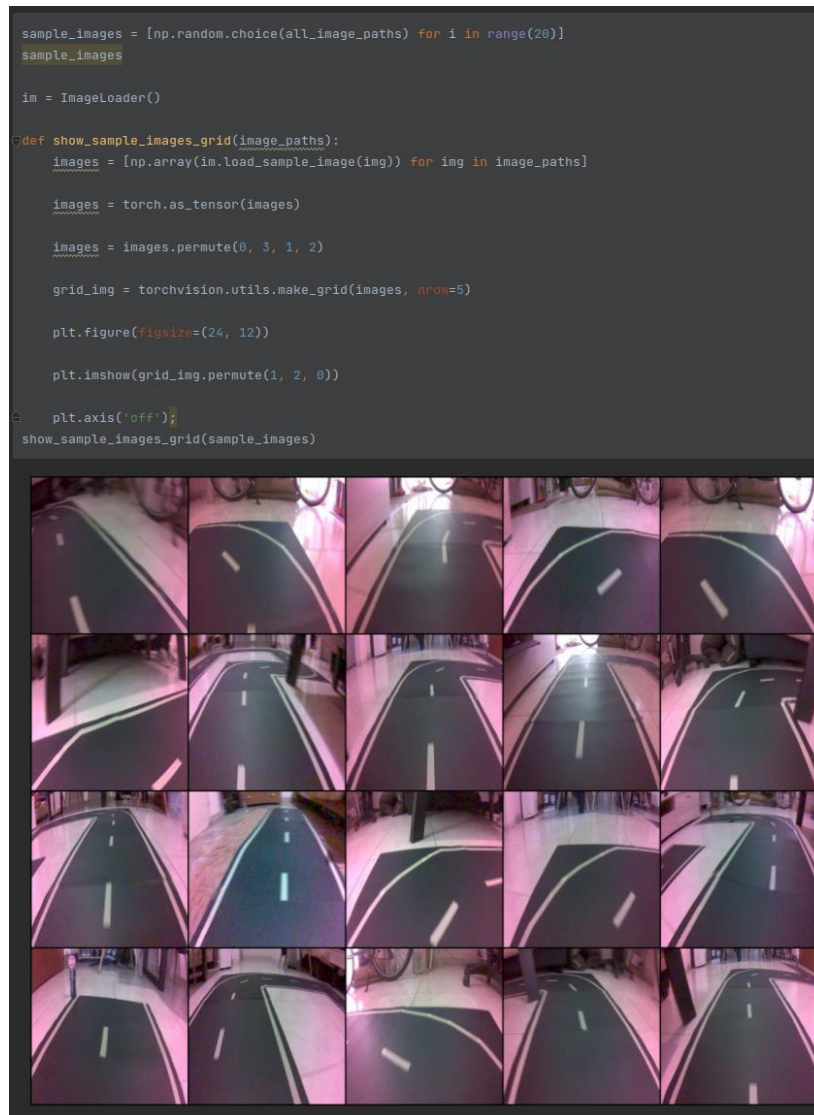 sample_images = [np.random.choice(all_image_paths) for i in range(20)]
sample_images
im = ImageLoader()
def show_sample_images_grid(image_paths):
images = [np.array(im.load_sample_image(img)) for img in image_paths]
images = torch.as_tensor(images)
images = images.permute(0, 3, 1, 2)
grid_img = torchvision.utils.make_grid(images, nrow=5)
plt.figure(figsize=(24, 12))
plt.imshow(grid_img.permute(1, 2, 0))
plt.axis('off');
show_sample_images_grid(sample_images)